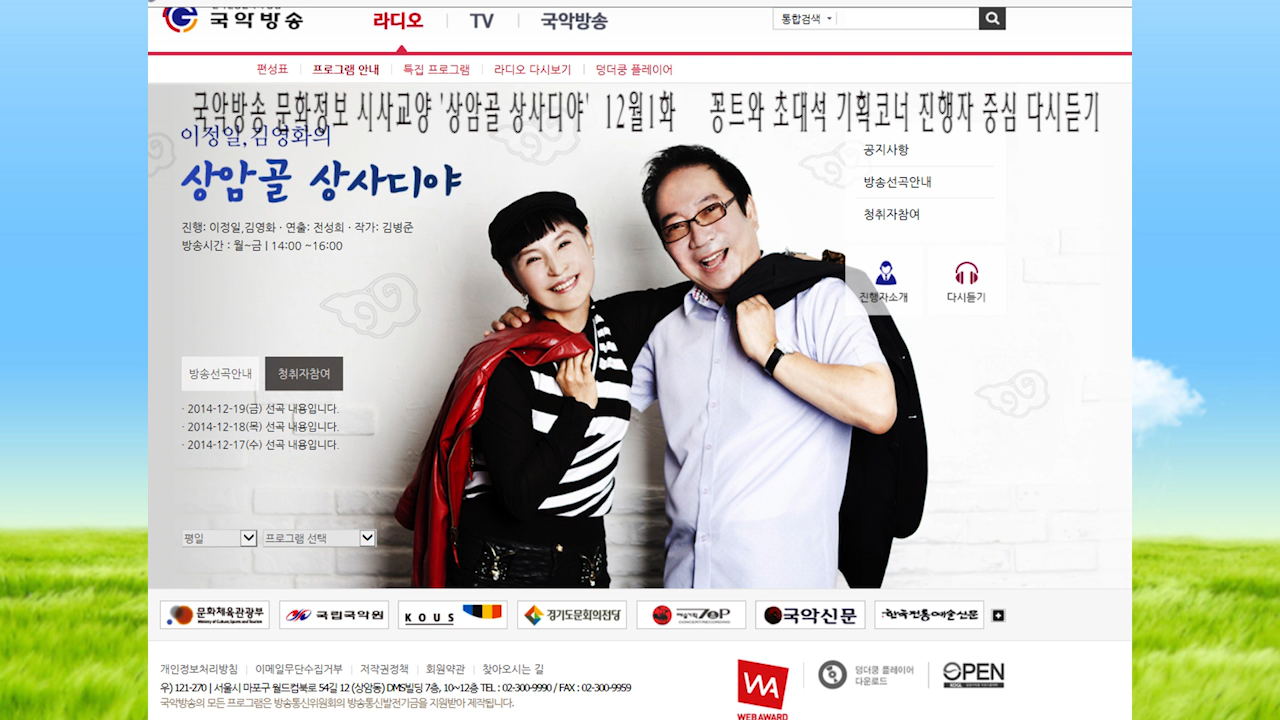 국악방송
라디오 | TV | 국악방송
통합검색
편성표 | 프로그램 안내 | 특집 프로그램 | 라디오 다시보기 | 덩더쿵 플레이어
국악방송 문화정보 시사교양 '상암골 상사디야' 12월1화 꽁트와 초대석 기획코너 진행자 중심 다시듣기
이정일, 김영화의
상암골 상사디야
진행: 이정일,김영화 · 연출: 전성희 · 작가: 김병준
방송시간 : 월~금 | 14:00 ~16:00
공지사항
방송선곡안내
청취자참여
진행자소개
다시듣기
방송선곡안내
청취자참여
· 2014-12-19(금) 선곡 내용입니다.
· 2014-12-18(목) 선곡 내용입니다.
· 2014-12-17(수) 선곡 내용입니다.
평일
프로그램 선택
문화체육관광부
Ministry of Culture, Sports and Tourism
국립국악원
KOUS
경기도문화의전당
예술기획 TOP
CONCERT/RECORDING
국악신문
한국전통예술신문
개인정보처리방침 | 이메일무단수집거부 | 저작권정책 | 회원약관 | 찾아오시는 길
우) 121-270 | 서울시 마포구 월드컵북로 54길 12 (상암동) DMS빌딩 7층, 10~12층 TEL : 02-300-9990 / FAX : 02-300-9959
국악방송의 모든 프로그램은 방송통신위원회의 방송통신발전기금을 지원받아 제작됩니다.
WA
WEB AWARD
덩더쿵 플레이어
다운로드
OPEN